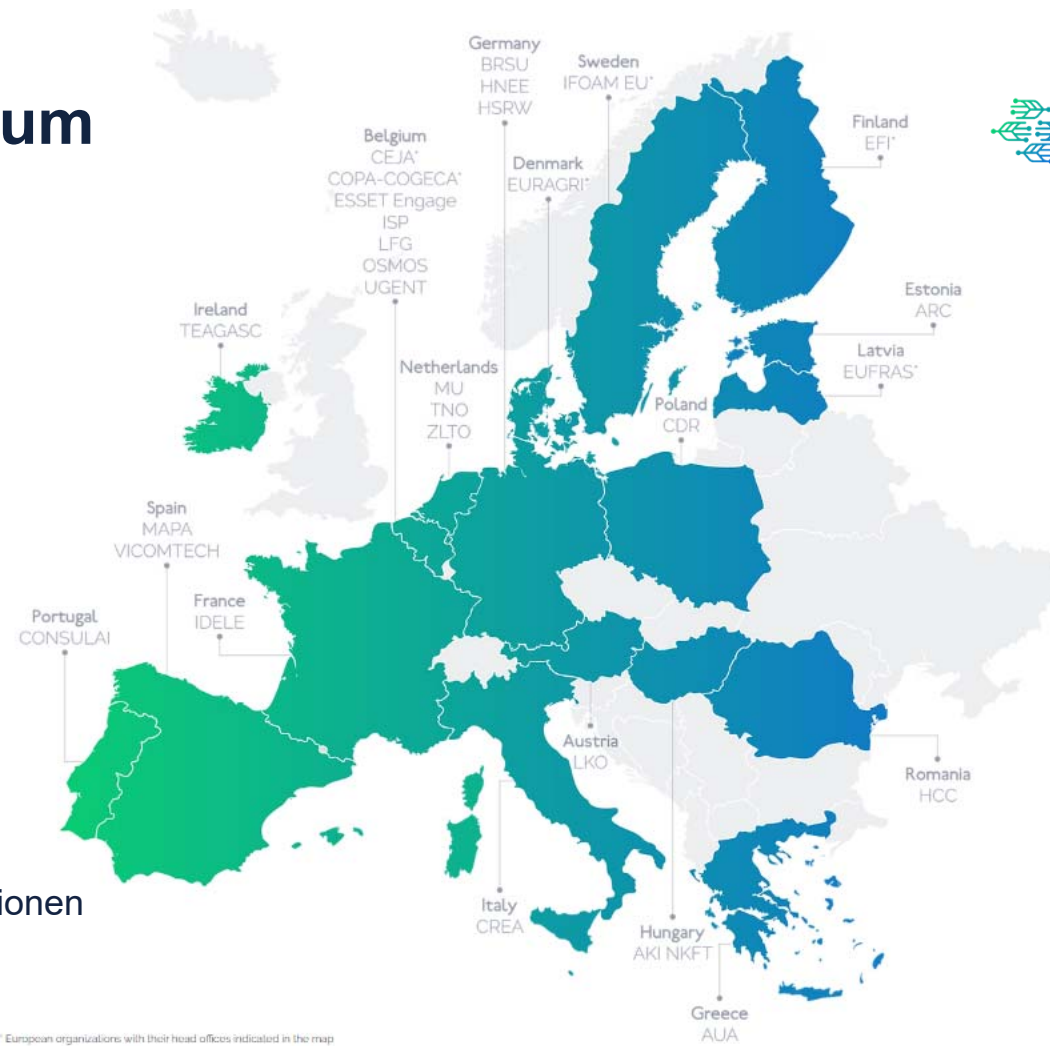 um
Germany
BRSU
HNEE
HSRW
Sweden
IFOAM EU*
Finland
EFI*
Belgium
CEJA*
COPA-COGECA*
ESSET Engage
ISP
LFG
OSMOS
UGENT
Denmark
EURAGRI*
Estonia
ARC
Ireland
TEAGASC
Latvia
EUFRAS*
Netherlands
MU
TNO
ZLTO
Poland
CDR
Spain
MAPA
VICOMTECH
France
IDELE
Portugal
CONSULAI
Austria
LKO
Romania
HCC
ionen
Italy
CREA
Hungary
AKI NKFT
Greece
AUA
* European organizations with their head offices indicated in the map